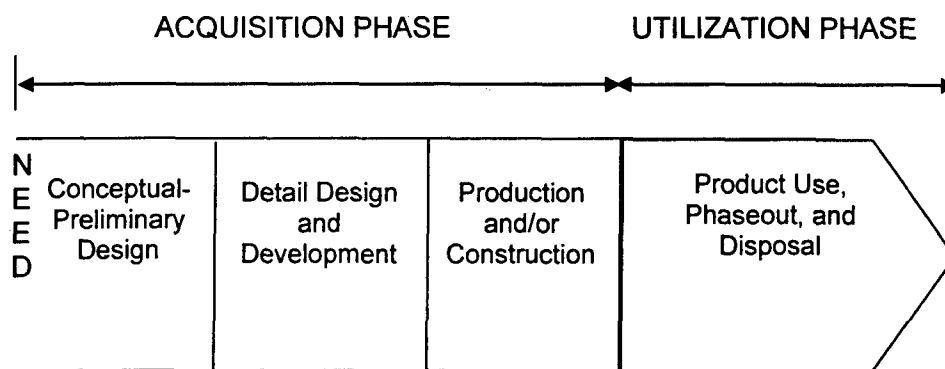 ACQUISITION PHASE
UTILIZATION PHASE
NEED
Conceptual-
Preliminary
Design
Detail Design
and
Development
Production
and/or
Construction
Product Use,
Phaseout, and
Disposal